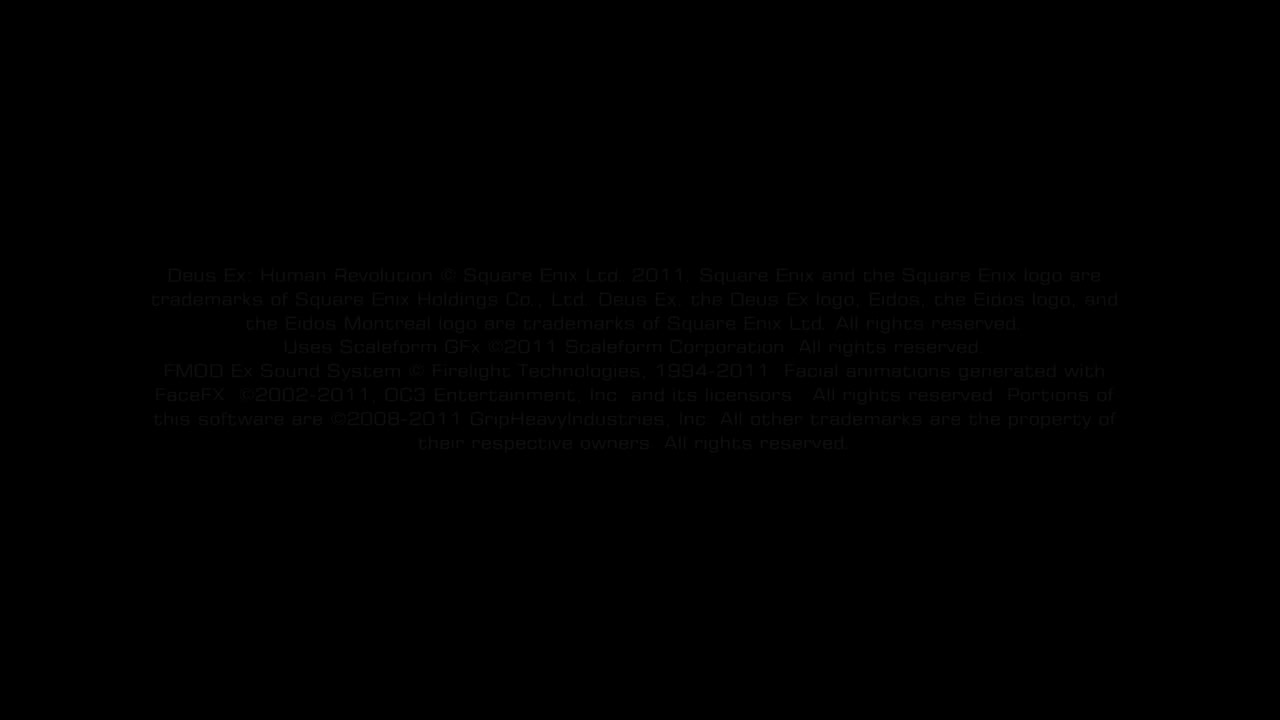 Deus Ex: Human Revolution © Square Enix Ltd. 2011. Square Enix and the Square Enix logo are
trademarks of Square Enix Holdings Co., Ltd. Deus Ex, the Deus Ex logo, Eidos, the Eidos logo, and
the Eidos Montreal logo are trademarks of Square Enix Ltd. All rights reserved.
Uses Scaleform GFx ©2011 Scaleform Corporation. All rights reserved.
FMOD Ex Sound System © Firelight Technologies, 1994-2011. Facial animations generated with
FaceFX. ©2002-2011, OC3 Entertainment, Inc. and its licensors. All rights reserved. Portions of
this software are ©2008-2011 GripHeavyIndustries, Inc. All other trademarks are the property of
their respective owners. All rights reserved.